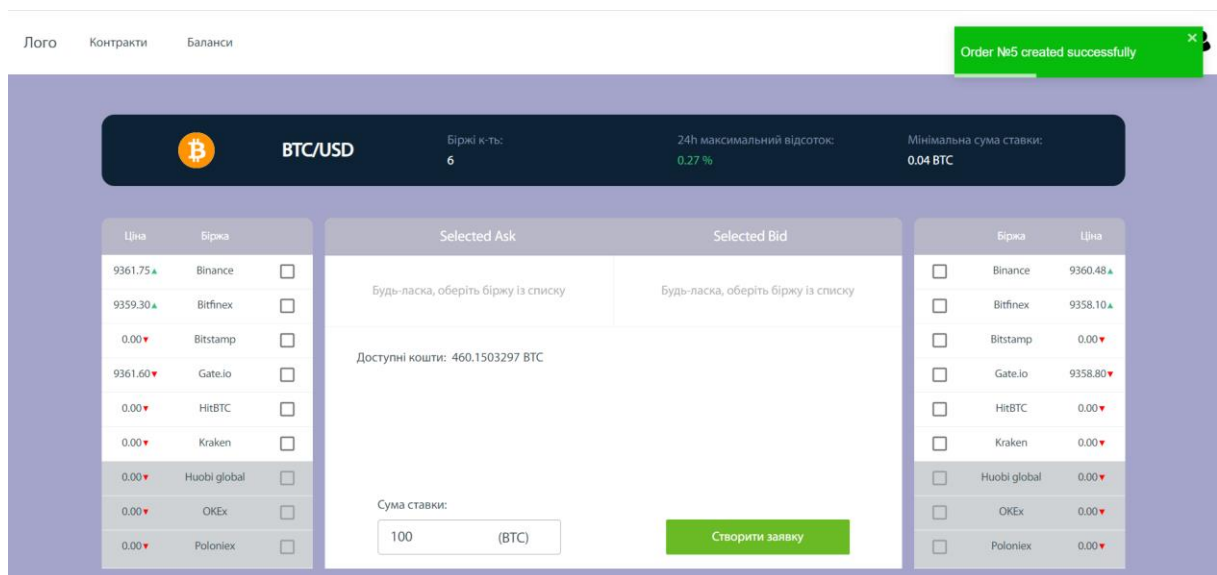 Лого Контракти Баланси
Order №5 created successfully
BTC/USD
Біржі к-ть:
6
24h максимальний відсоток:
0.27 %
Мінімальна сума ставки:
0.04 BTC
Ціна Біржа
9361.75 Binance
9359.30 Bitfinex
0.00 Bitstamp
9361.60 Gate.io
0.00 HitBTC
0.00 Kraken
0.00 Huobi global
0.00 OKEx
0.00 Poloniex
Selected Ask Selected Bid
Будь-ласка, оберіть біржу із списку Будь-ласка, оберіть біржу із списку
Доступні кошти: 460.1503297 BTC
Сума ставки:
100 (BTC)
Створити заявку
Біржа Ціна
Binance 9360.48
Bitfinex 9358.10
Bitstamp 0.00
Gate.io 9358.80
HitBTC 0.00
Kraken 0.00
Huobi global 0.00
OKEx 0.00
Poloniex 0.00